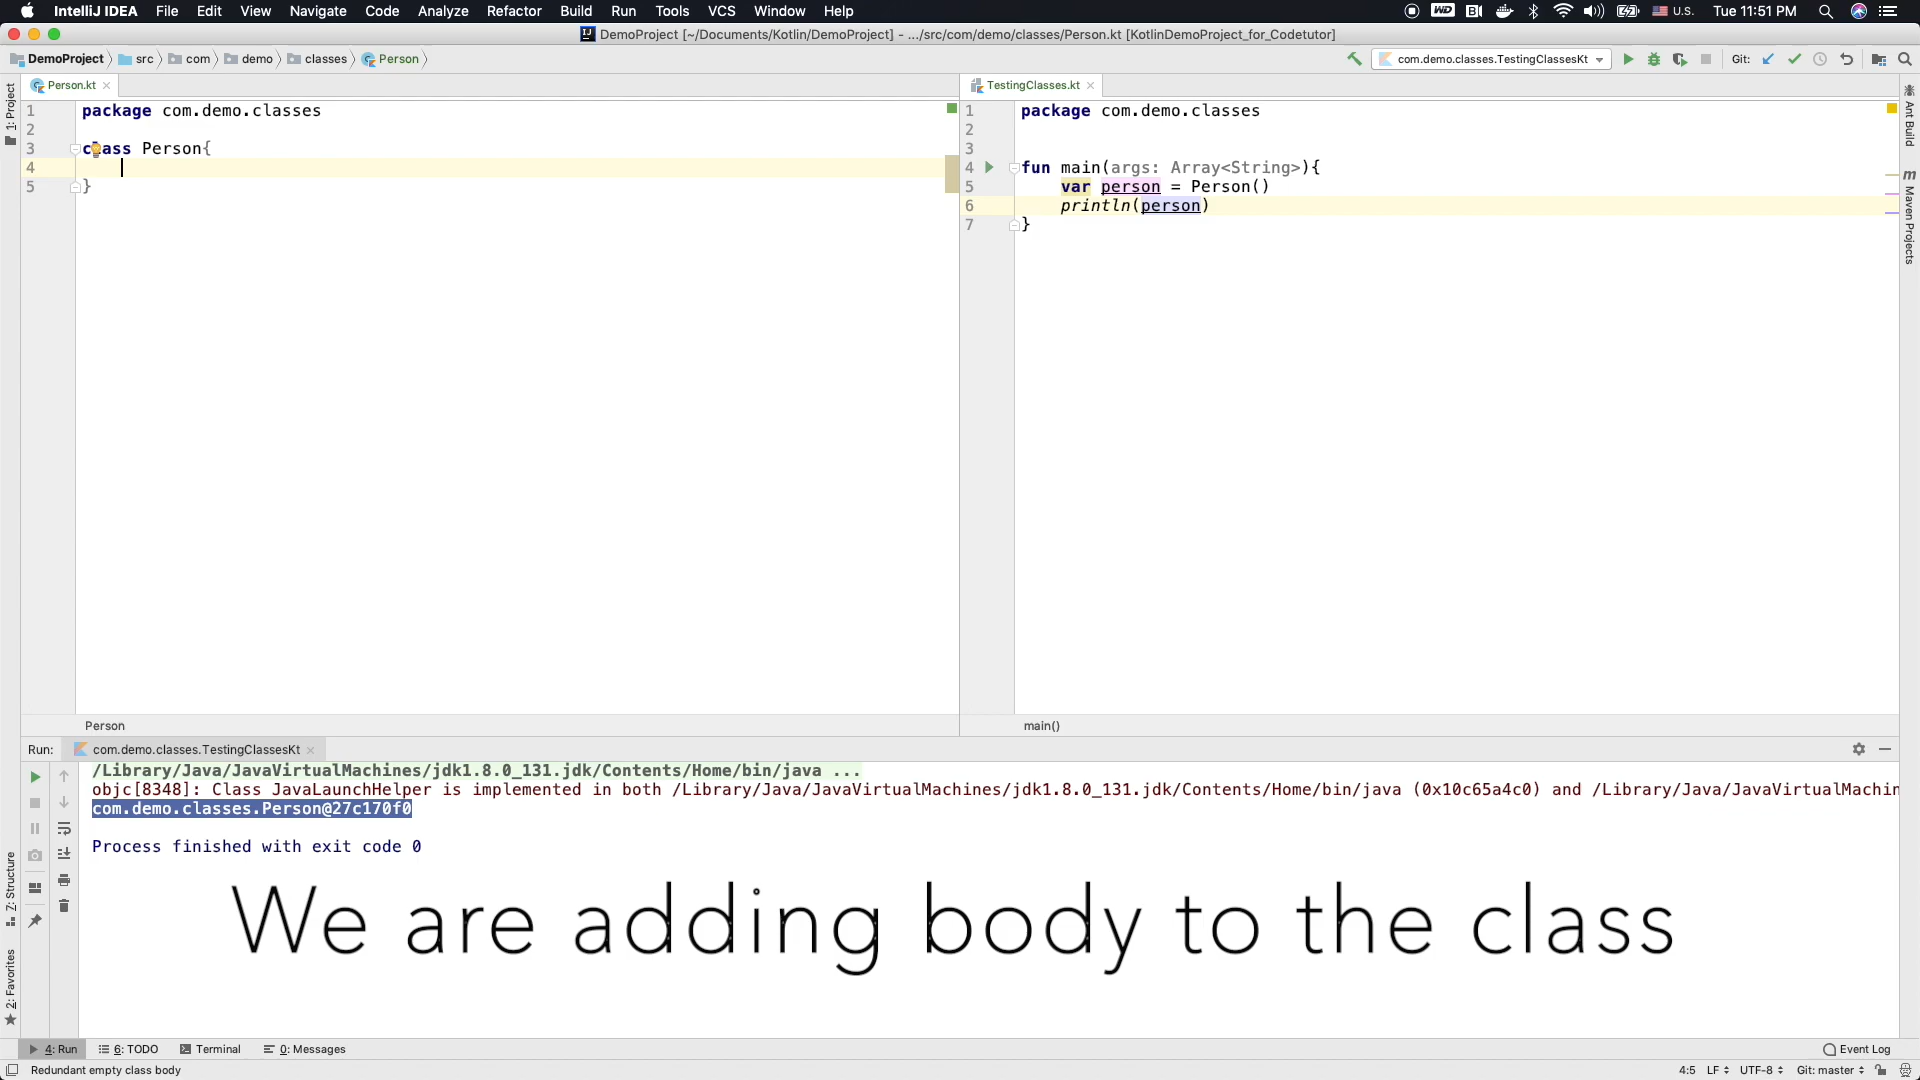 IntelliJ IDEA File Edit View Navigate Code Analyze Refactor Build Run Tools VCS Window Help WD U.S. Tue 11:51 PM
DemoProject [~/Documents/Kotlin/DemoProject] - .../src/com/demo/classes/Person.kt [KotlinDemoProject_for_Codetutor]
DemoProject src com demo classes Person com.demo.classes.TestingClassesKt Git:
1: Project
Person.kt
1 package com.demo.classes
2
3 class Person{
4
5 }
Person
TestingClasses.kt
1 package com.demo.classes
2
3
4 fun main(args: Array<String>){
5 var person = Person()
6 println(person)
7 }
main()
Ant Build
m Maven Projects
Run: com.demo.classes.TestingClassesKt
/Library/Java/JavaVirtualMachines/jdk1.8.0_131.jdk/Contents/Home/bin/java ...
objc[8348]: Class JavaLaunchHelper is implemented in both /Library/Java/JavaVirtualMachines/jdk1.8.0_131.jdk/Contents/Home/bin/java (0x10c65a4c0) and /Library/Java/JavaVirtualMachin
com.demo.classes.Person@27c170f0
Process finished with exit code 0
We are adding body to the class
Z: Structure
2: Favorites
4: Run 6: TODO Terminal 0: Messages Event Log
Redundant empty class body 4:5 LF UTF-8 Git: master